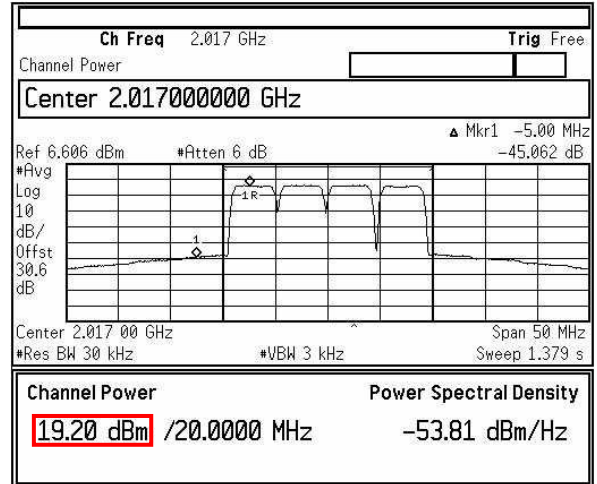 Ch Freq 2.017 GHz Trig Free
Channel Power
Center 2.017000000 GHz
Δ Mkr1 -5.00 MHz
Ref 6.606 dBm #Atten 6 dB -45.062 dB
#Avg
Log
10
dB/
Offst
30.6
dB
1R
1
Center 2.017 00 GHz Span 50 MHz
#Res BW 30 kHz #VBW 3 kHz Sweep 1.379 s
Channel Power Power Spectral Density
19.20 dBm /20.0000 MHz -53.81 dBm/Hz